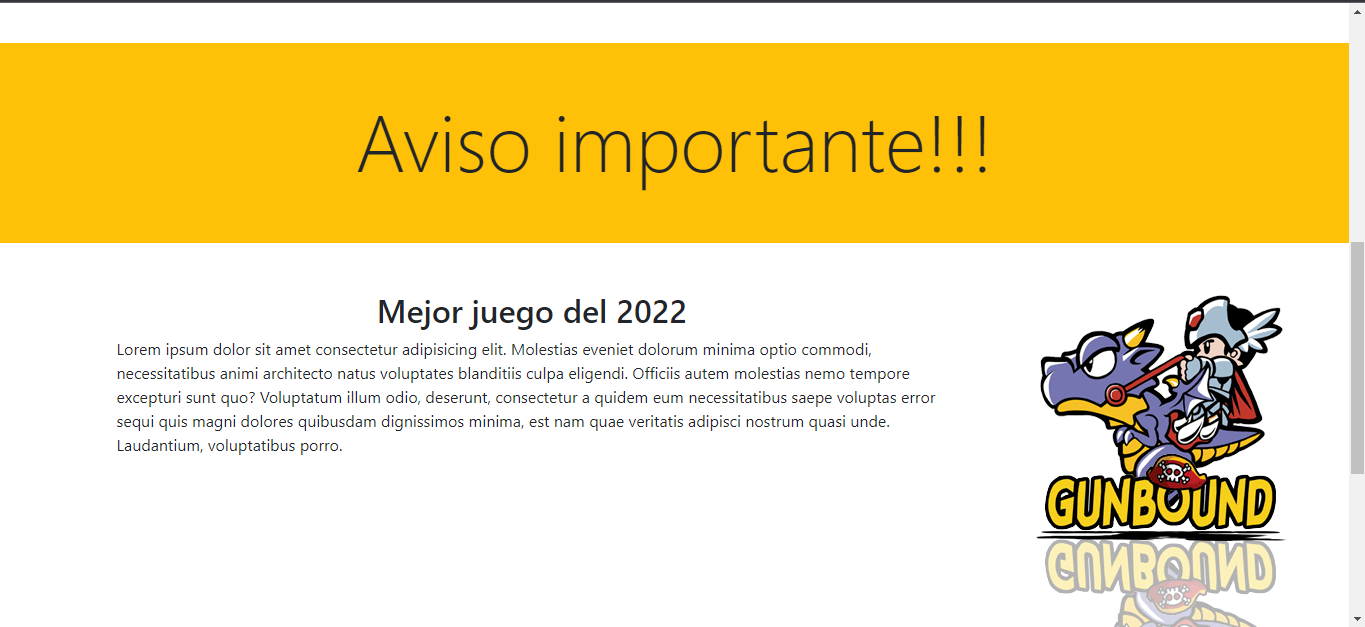 Aviso importante!!!
Mejor juego del 2022
Lorem ipsum dolor sit amet consectetur adipisicing elit. Molestias eveniet dolorum minima optio commodi,
necessitatibus animi architecto natus voluptates blanditiis culpa eligendi. Officiis autem molestias nemo tempore
excepturi sunt quo? Voluptatum illum odio, deserunt, consectetur a quidem eum necessitatibus saepe voluptas error
sequi quis magni dolores quibusdam dignissimos minima, est nam quae veritatis adipisci nostrum quasi unde.
Laudantium, voluptatibus porro.
GUNBOUND